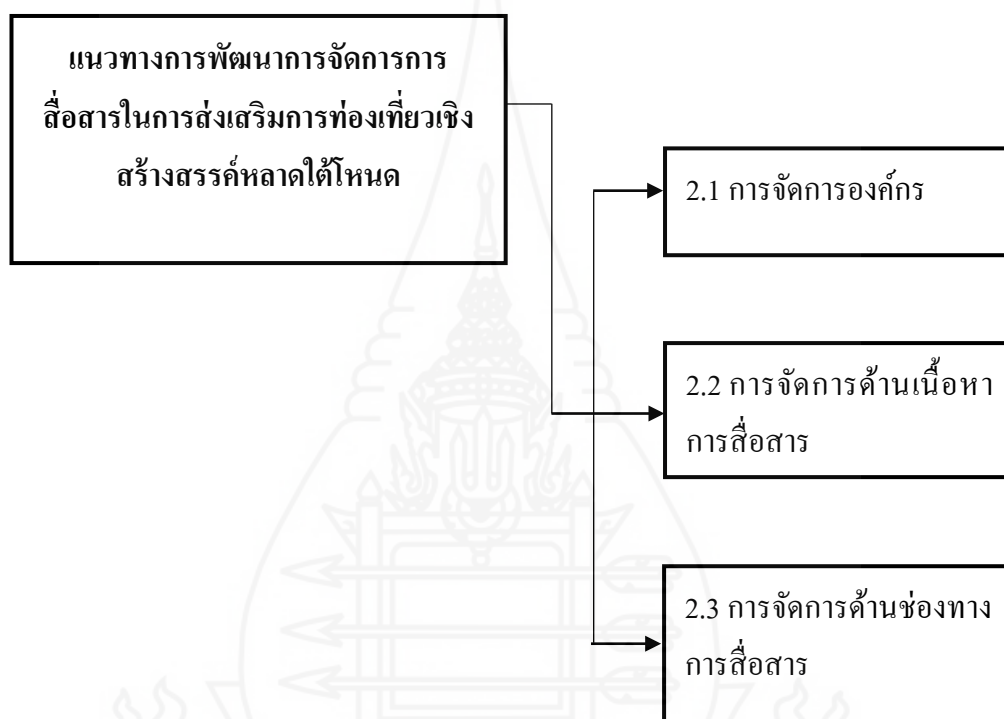 แนวทางการพัฒนาการจัดการการ
สื่อสารในการส่งเสริมการท่องเที่ยวเชิง
สร้างสรรค์หลาดใต้โหนด
2.1 การจัดการองค์กร
2.2 การจัดการด้านเนื้อหา
การสื่อสาร
2.3 การจัดการด้านช่องทาง
การสื่อสาร